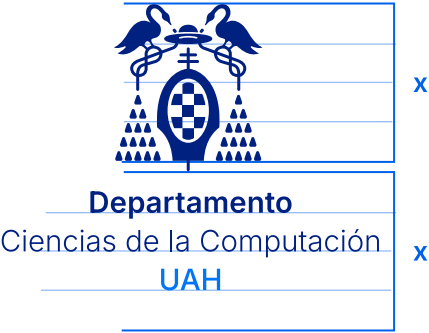 x
Departamento
Ciencias de la Computación
x
UAH